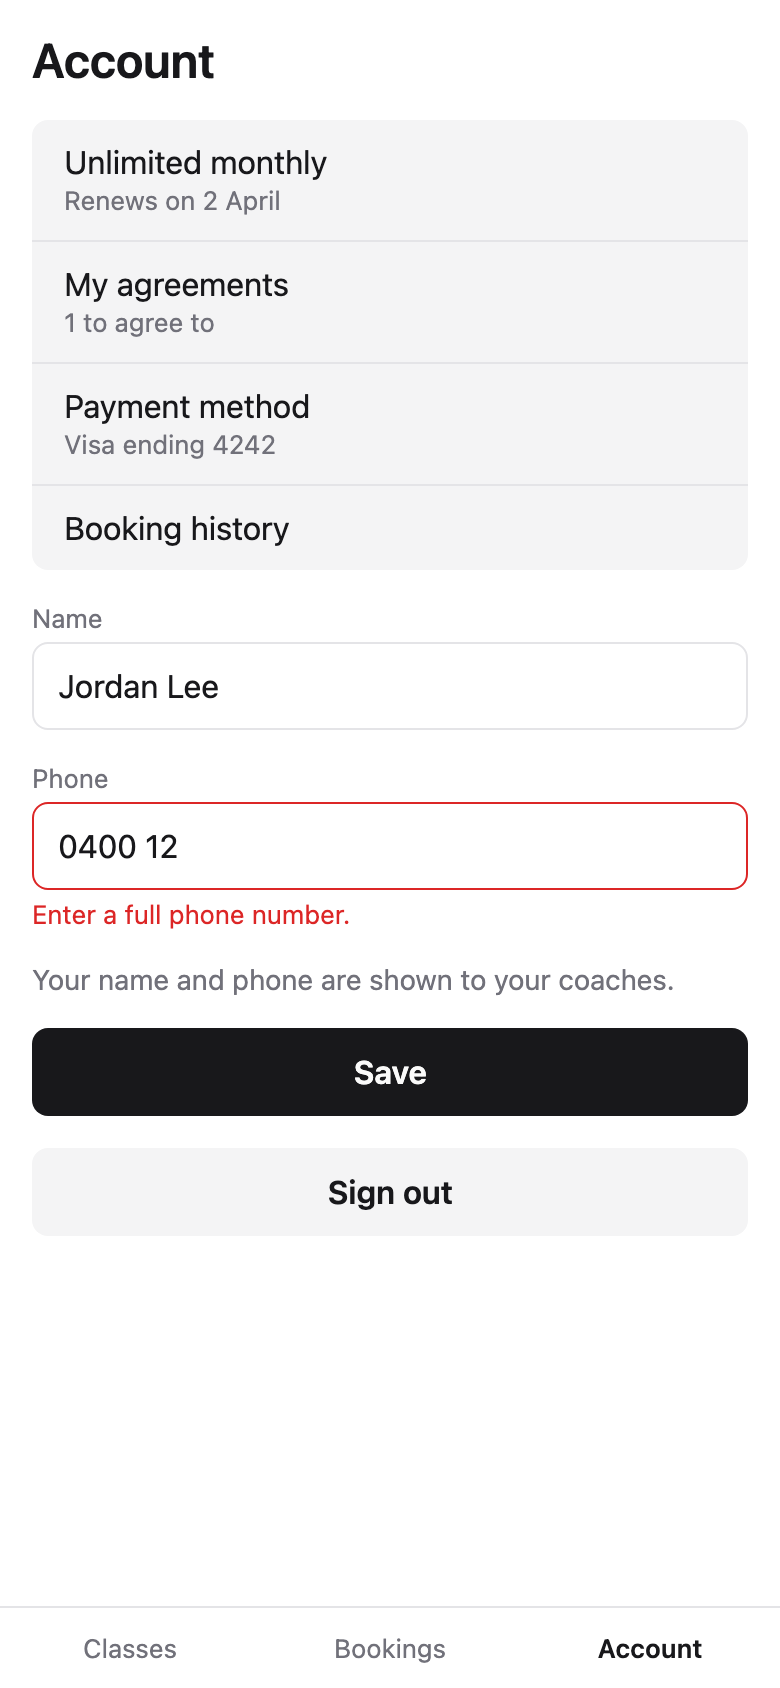 Account
Unlimited monthly
Renews on 2 April
My agreements
1 to agree to
Payment method
Visa ending 4242
Booking history
Name
Jordan Lee
Phone
0400 12
Enter a full phone number.
Your name and phone are shown to your coaches.
Save
Sign out
Classes
Bookings
Account